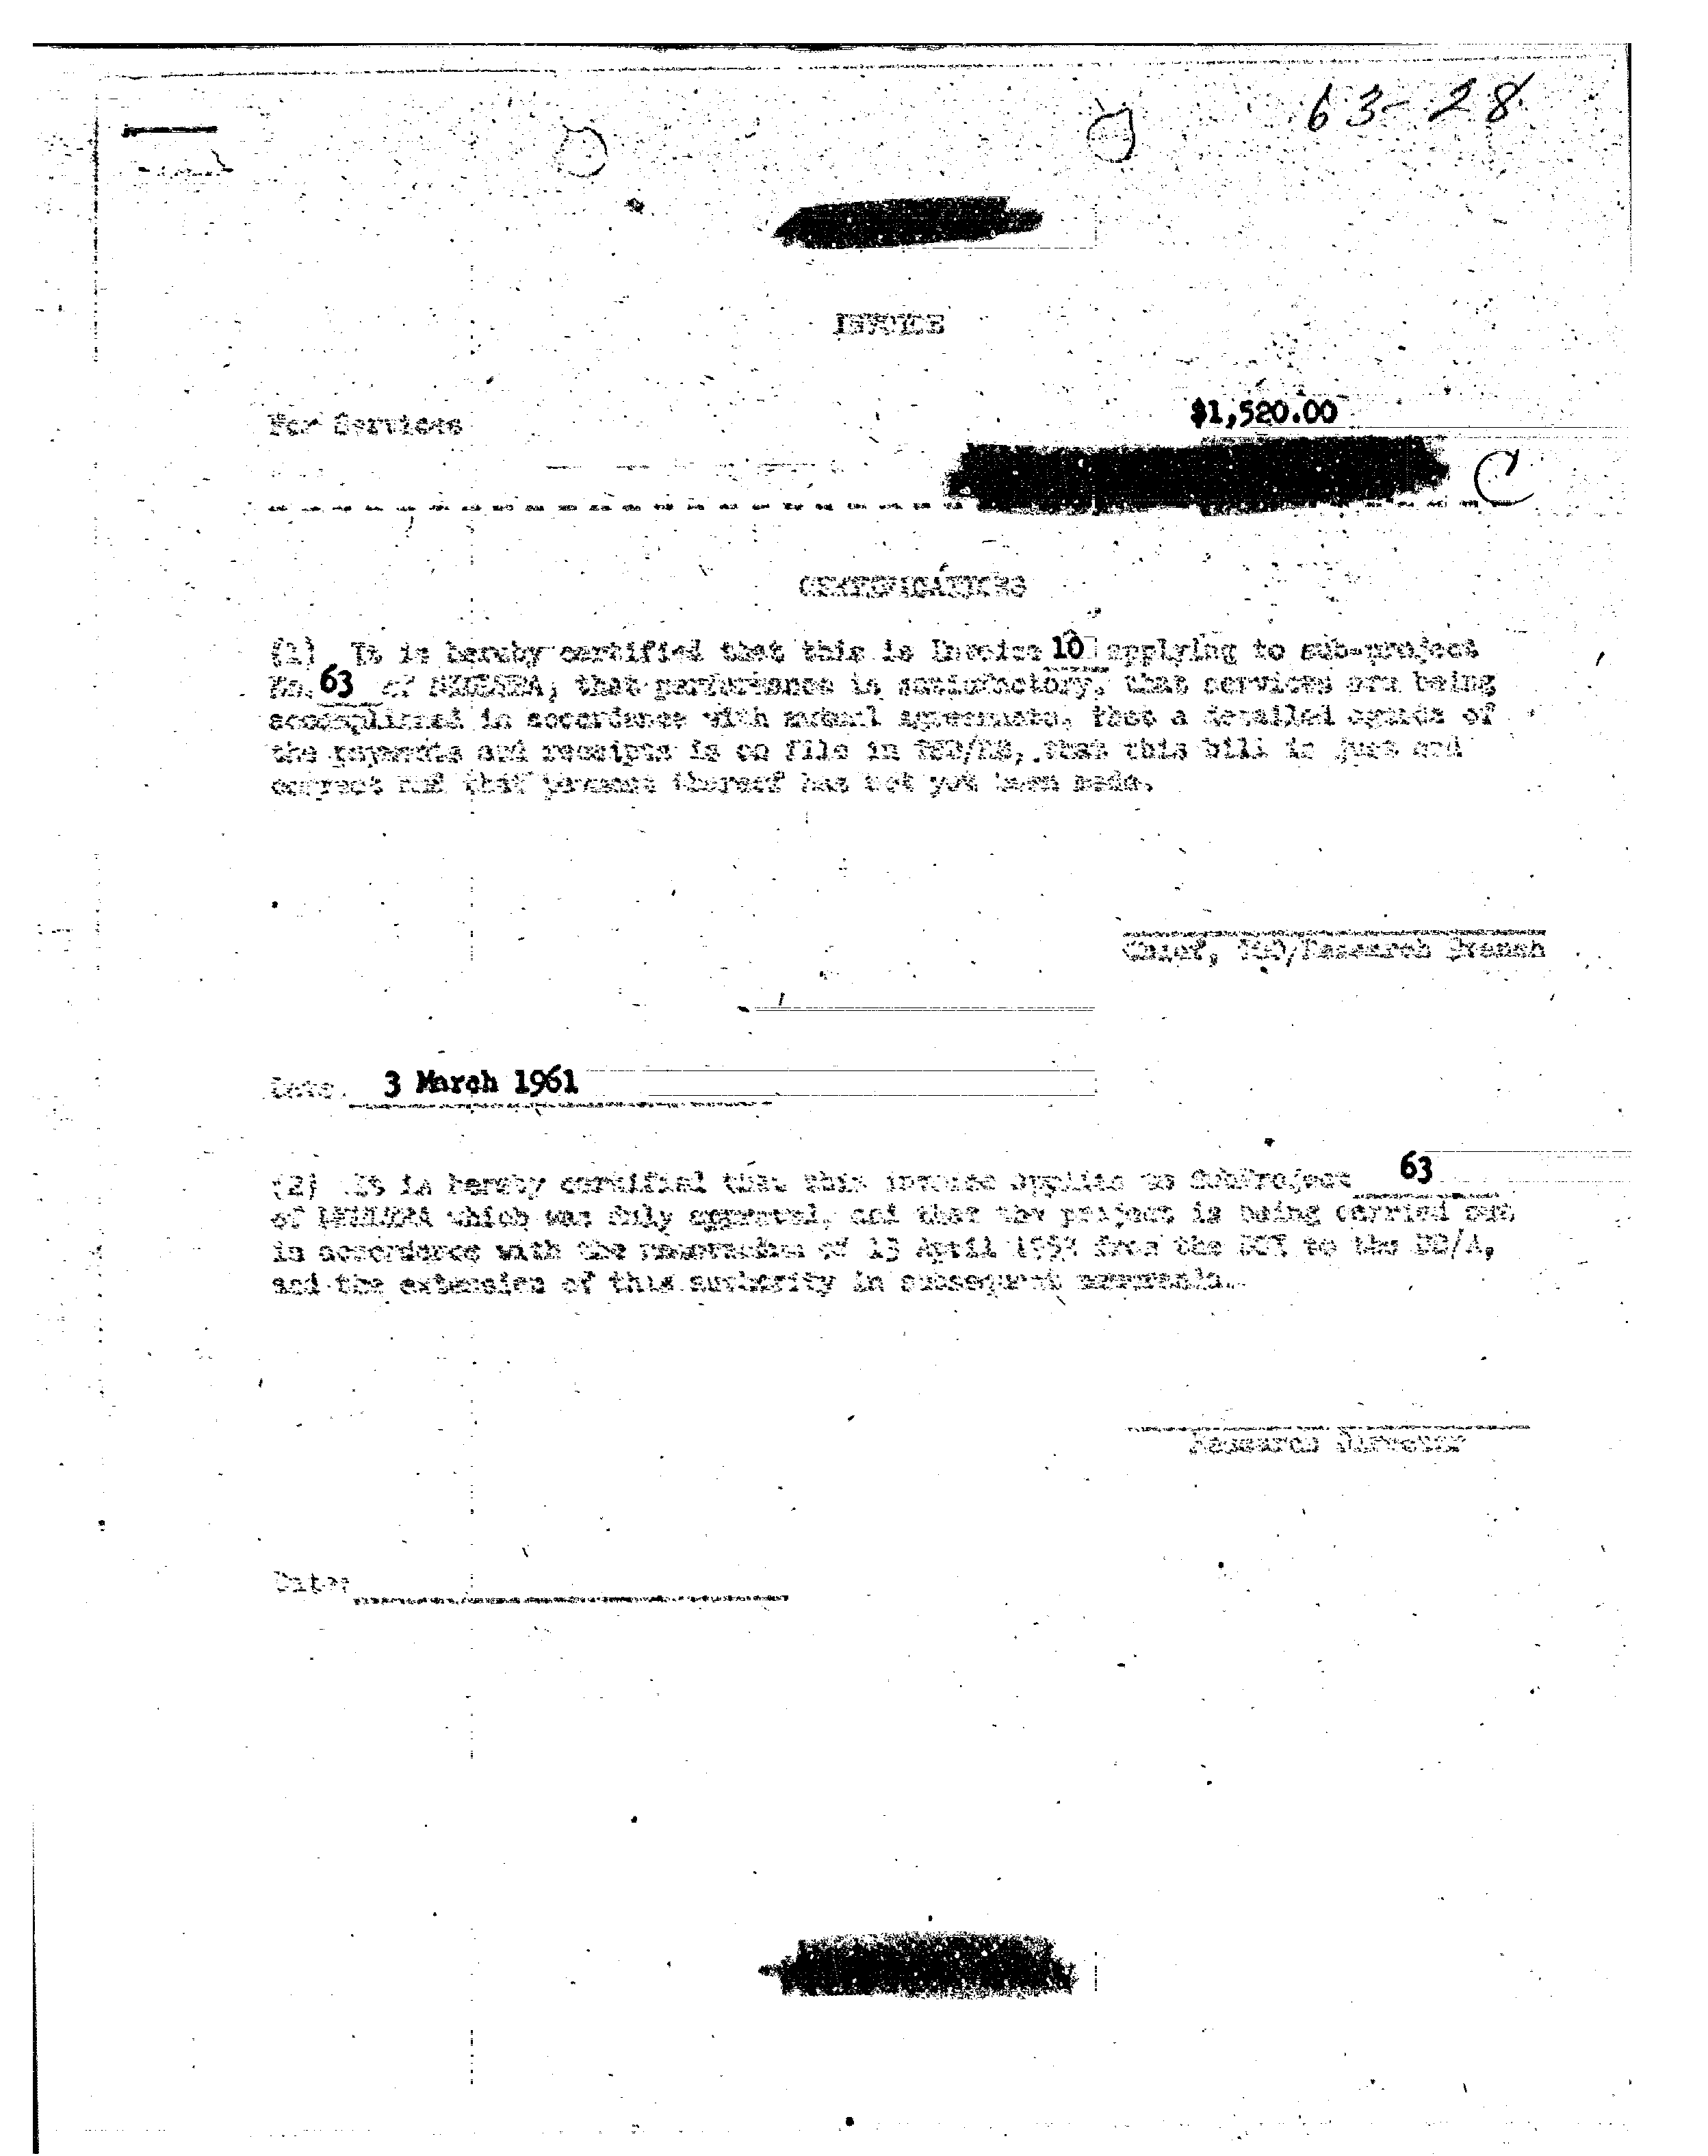 63-28
INVOICE
For Services
$1,520.00
C
CERTIFICATIONS
(1) It is hereby certified that this is Invoice 10 applying to sub-project
No. 63 of MKULTRA, that performance is satisfactory, that services are being
accomplished in accordance with mutual agreements, that a detailed agenda of
the payments and receipts is on file in TSD/RB, that this bill is just and
correct and that payment thereof has not yet been made.
Chief, TSD/Research Branch
Date: 3 March 1961
(2) It is hereby certified that this invoice applies to SubProject 63
of MKULTRA which was duly approved, and that the project is being carried out
in accordance with the memorandum of 13 April 1953 from the DCI to the DD/A,
and the extension of this authority in subsequent memoranda.
Research Director
Date: